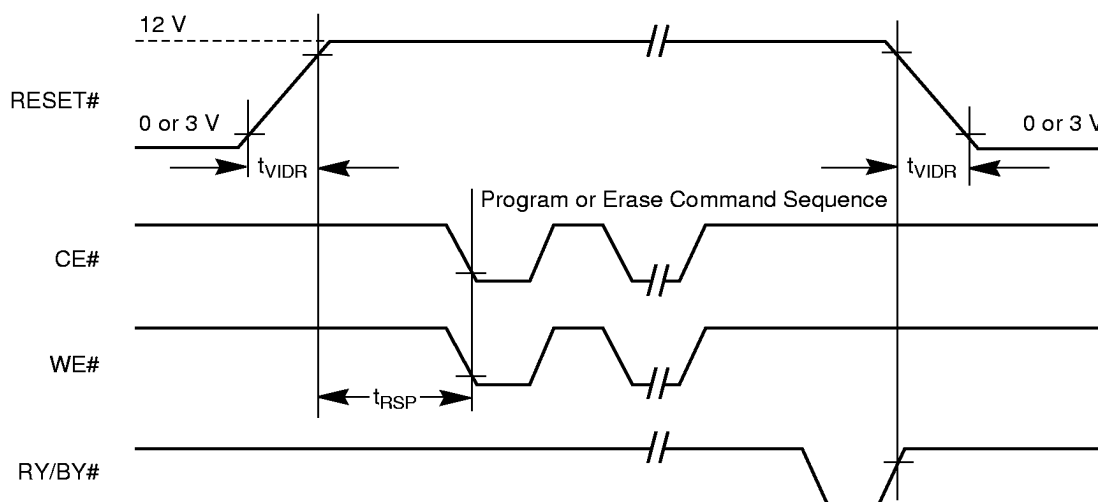 12 V
RESET#
0 or 3 V
0 or 3 V
tVIDR
tVIDR
Program or Erase Command Sequence
CE#
WE#
tRSP
RY/BY#